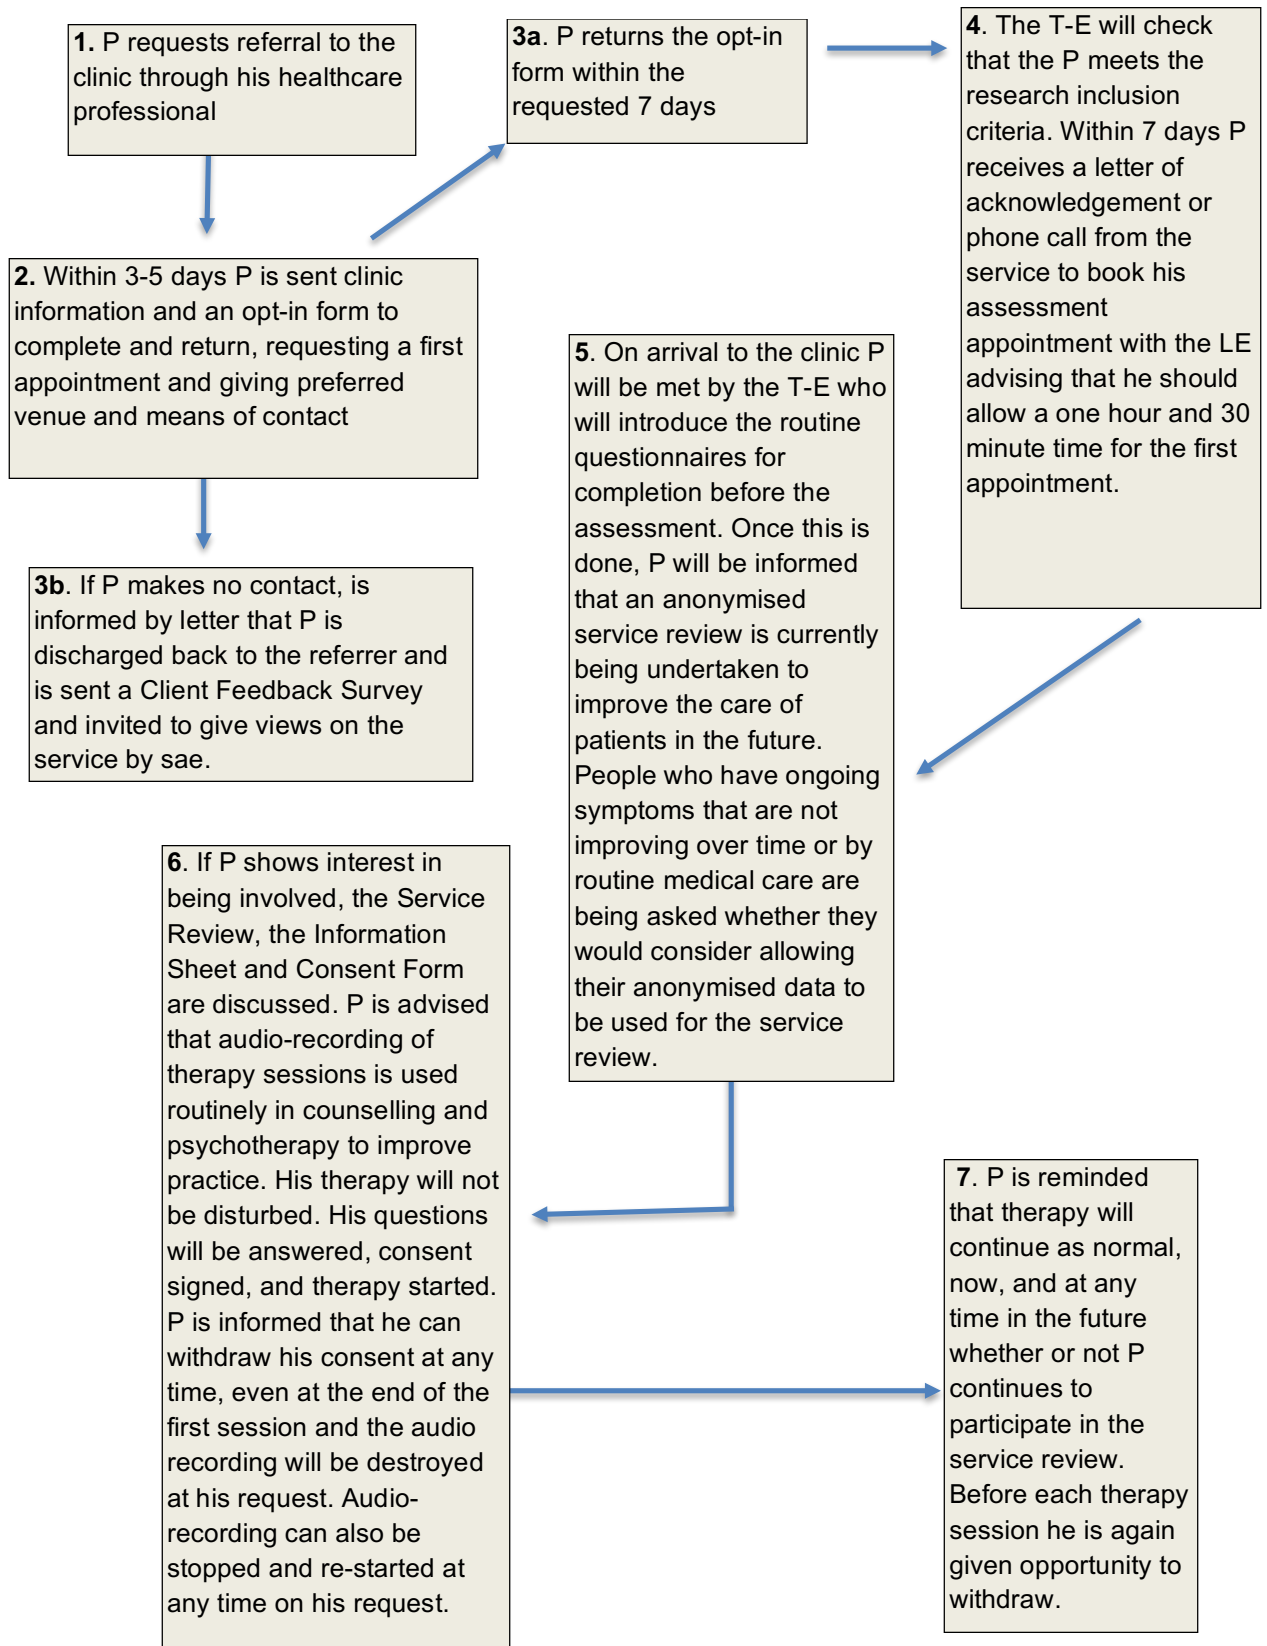 1. P requests referral to the
clinic through his healthcare
professional
2. Within 3-5 days P is sent clinic
information and an opt-in form to
complete and return, requesting a first
appointment and giving preferred
venue and means of contact
3a. P returns the opt-in
form within the
requested 7 days
3b. If P makes no contact, is
informed by letter that P is
discharged back to the referrer and
is sent a Client Feedback Survey
and invited to give views on the
service by sae.
4. The T-E will check
that the P meets the
research inclusion
criteria. Within 7 days P
receives a letter of
acknowledgement or
phone call from the
service to book his
assessment
appointment with the LE
advising that he should
allow a one hour and 30
minute time for the first
appointment.
5. On arrival to the clinic P
will be met by the T-E who
will introduce the routine
questionnaires for
completion before the
assessment. Once this is
done, P will be informed
that an anonymised
service review is currently
being undertaken to
improve the care of
patients in the future.
People who have ongoing
symptoms that are not
improving over time or by
routine medical care are
being asked whether they
would consider allowing
their anonymised data to
be used for the service
review.
6. If P shows interest in
being involved, the Service
Review, the Information
Sheet and Consent Form
are discussed. P is advised
that audio-recording of
therapy sessions is used
routinely in counselling and
psychotherapy to improve
practice. His therapy will not
be disturbed. His questions
will be answered, consent
signed, and therapy started.
P is informed that he can
withdraw his consent at any
time, even at the end of the
first session and the audio
recording will be destroyed
at his request. Audio-
recording can also be
stopped and re-started at
any time on his request.
7. P is reminded
that therapy will
continue as normal,
now, and at any
time in the future
whether or not P
continues to
participate in the
service review.
Before each therapy
session he is again
given opportunity to
withdraw.